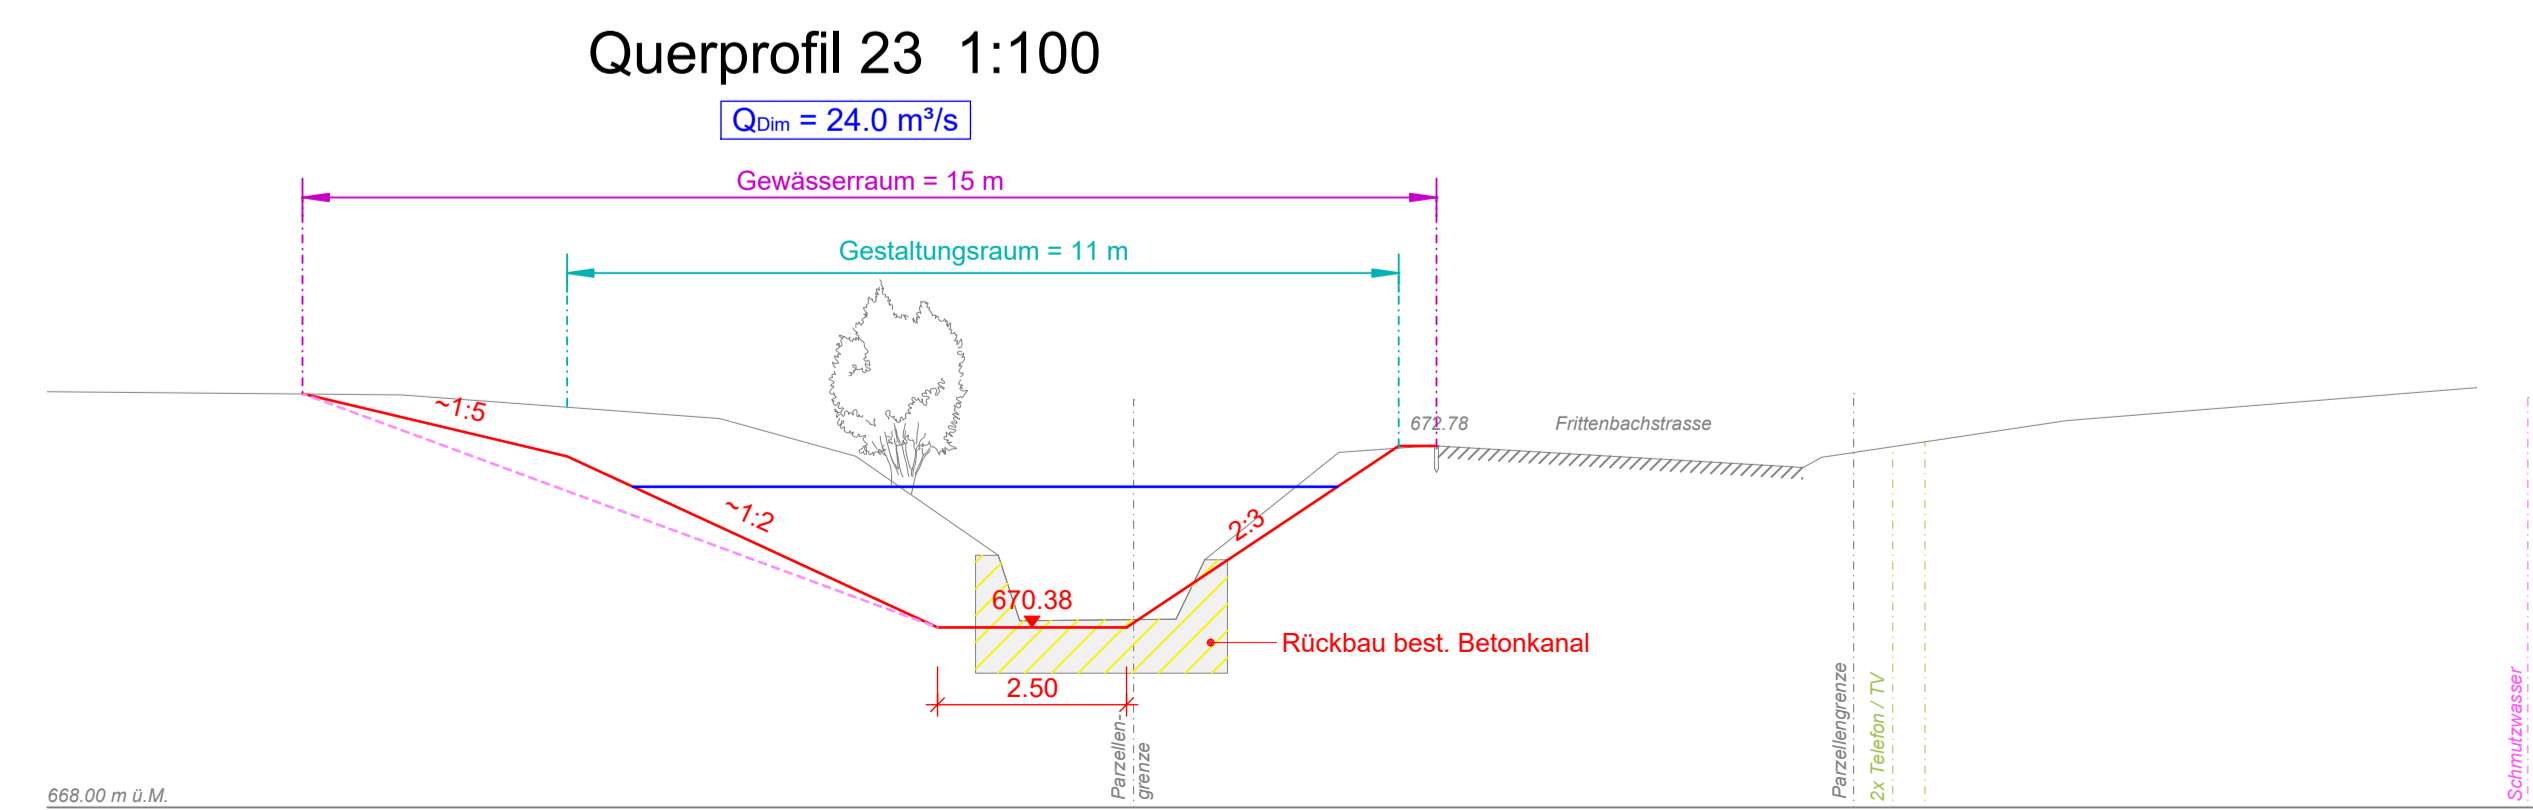 Querprofil 23 1:100
QDim = 24.0 m³/s
Gewässerraum = 15 m
Gestaltungsraum = 11 m
~1:5
672.78
Frittenbachstrasse
~1:2
2:3
670.38
Rückbau best. Betonkanal
2.50
Parzellen-
grenze
Parzellengrenze
2x Telefon / TV
Schmutzwasser
668.00 m ü.M.